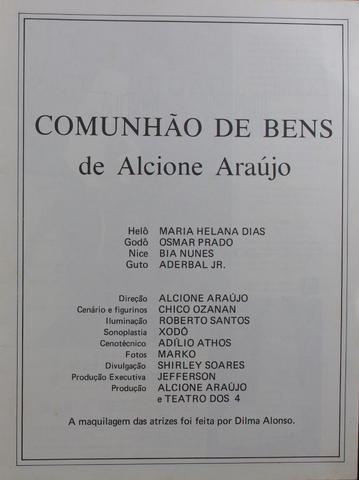 COMUNHÃO DE BENS
de Alcione Araújo
Helô MARIA HELANA DIAS
Godô OSMAR PRADO
Nice BIA NUNES
Guto ADERBAL JR.
Direção ALCIONE ARAÚJO
Cenário e figurinos CHICO OZANAN
Iluminação ROBERTO SANTOS
Sonoplastia XODÓ
Cenotécnico ADÍLIO ATHOS
Fotos MARKO
Divulgação SHIRLEY SOARES
Produção Executiva JEFFERSON
Produção ALCIONE ARAÚJO
e TEATRO DOS 4
A maquilagem das atrizes foi feita por Dilma Alonso.